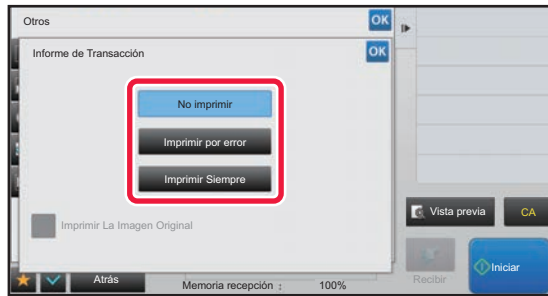 Otros
OK
Informe de Transacción
OK
No imprimir
Imprimir por error
Imprimir Siempre
Imprimir La Imagen Original
Vista previa
CA
Atrás
Memoria recepción : 100%
Recibir
Iniciar